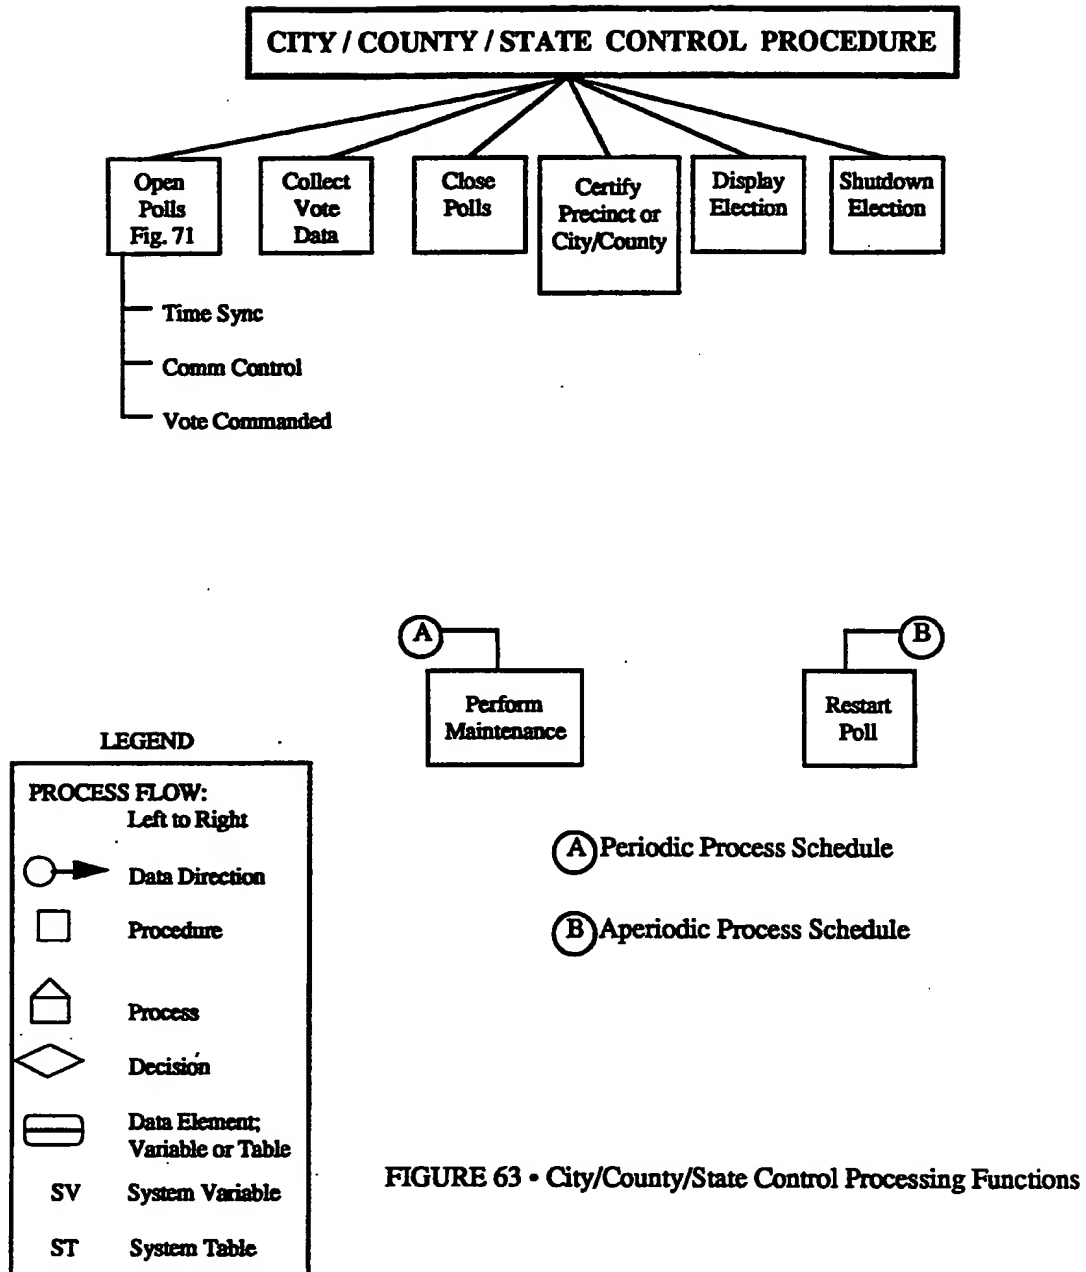 CITY / COUNTY / STATE CONTROL PROCEDURE
Open
Polls
Fig. 71
Collect
Vote
Data
Close
Polls
Certify
Precinct or
City/County
Display
Election
Shutdown
Election
Time Sync
Comm Control
Vote Commanded
A
B
Perform
Maintenance
Restart
Poll
LEGEND
PROCESS FLOW:
Left to Right
Data Direction
Procedure
Process
Decision
Data Element;
Variable or Table
SV System Variable
ST System Table
A Periodic Process Schedule
B Aperiodic Process Schedule
FIGURE 63 • City/County/State Control Processing Functions